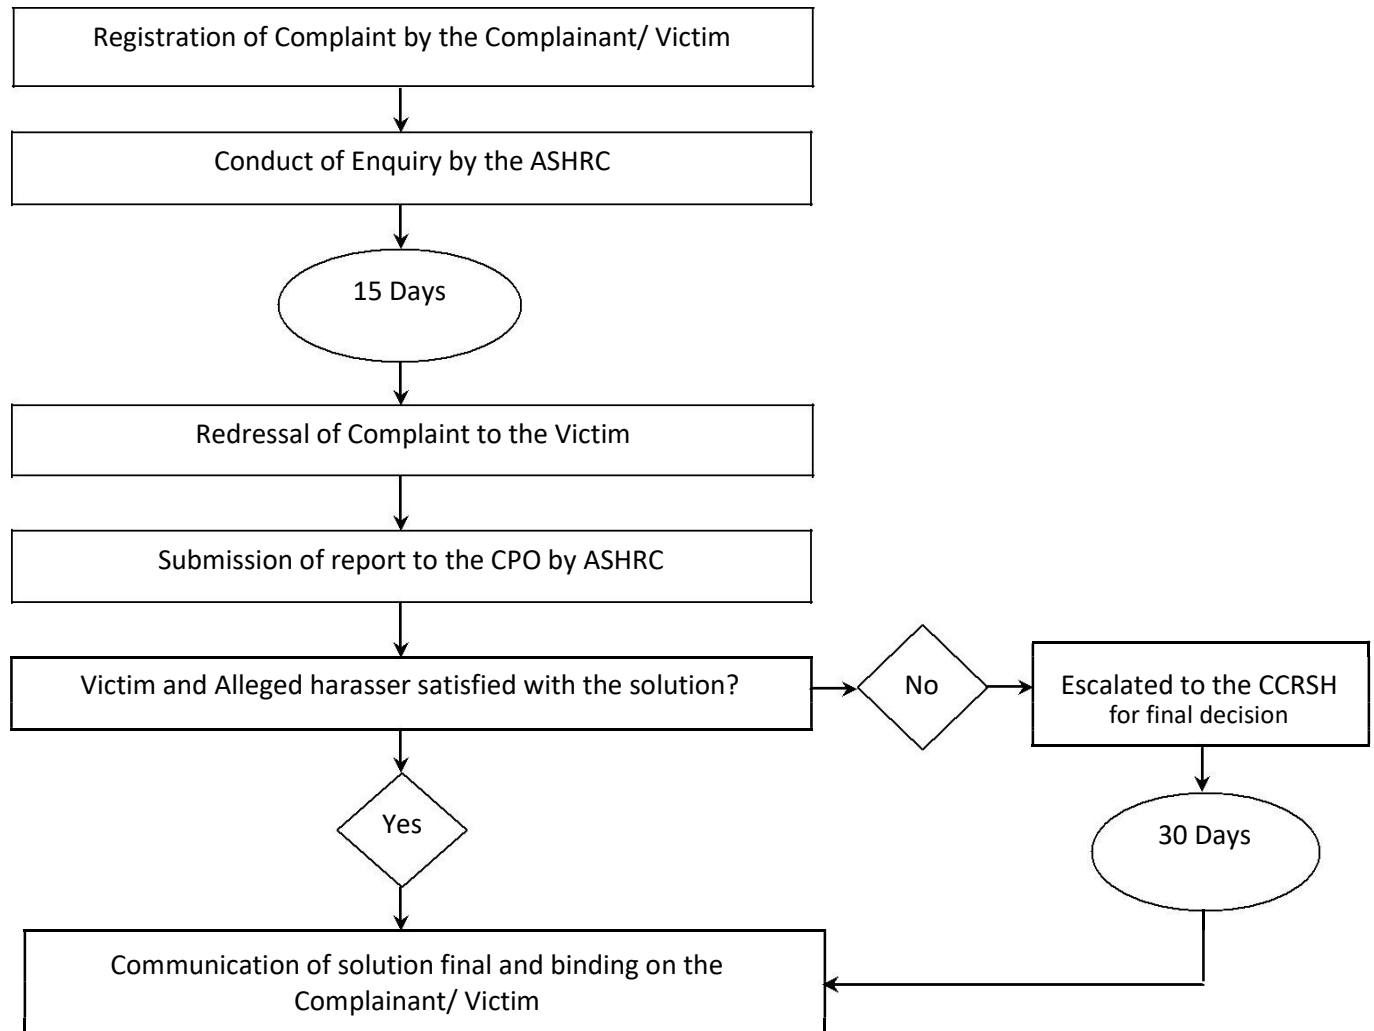 Registration of Complaint by the Complainant/ Victim
Conduct of Enquiry by the ASHRC
15 Days
Redressal of Complaint to the Victim
Submission of report to the CPO by ASHRC
Victim and Alleged harasser satisfied with the solution?
No
Escalated to the CCRSH
for final decision
Yes
30 Days
Communication of solution final and binding on the
Complainant/ Victim